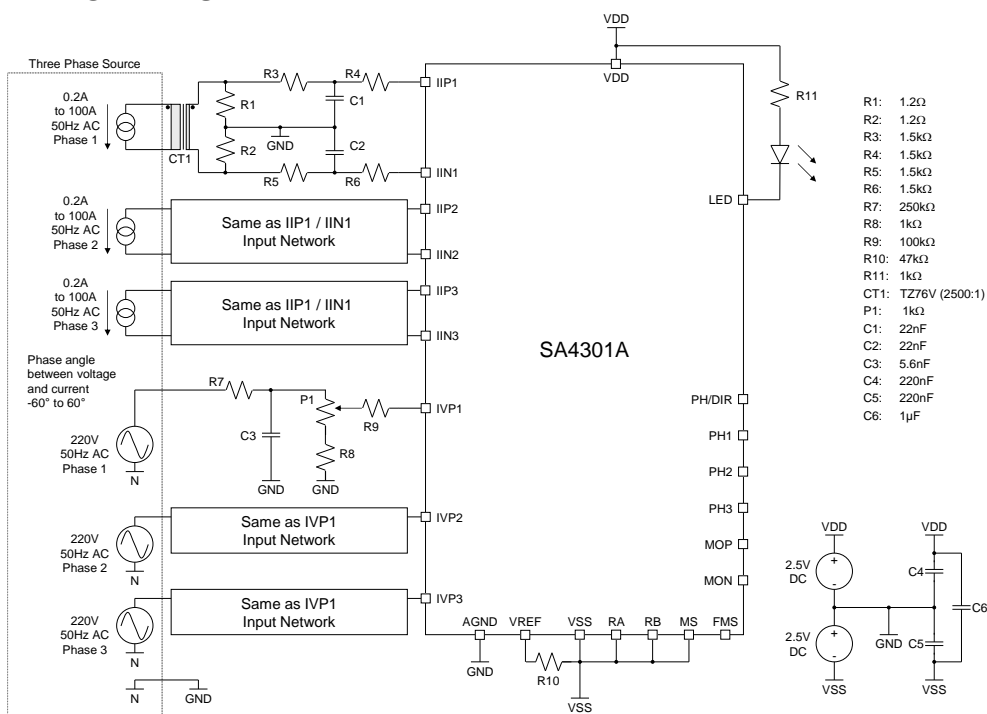 VDD
Three Phase Source
0.2A
to 100A
50Hz AC
Phase 1
CT1
R1
R2
R3
R4
R5
R6
C1
C2
GND
IIP1
IIN1
VDD
R11
LED
0.2A
to 100A
50Hz AC
Phase 2
Same as IIP1 / IIN1
Input Network
IIP2
IIN2
0.2A
to 100A
50Hz AC
Phase 3
Same as IIP1 / IIN1
Input Network
IIP3
IIN3
SA4301A
Phase angle
between voltage
and current
-60° to 60°
220V
50Hz AC
Phase 1
N
R7
C3
GND
P1
R8
GND
R9
IVP1
220V
50Hz AC
Phase 2
N
Same as IVP1
Input Network
IVP2
220V
50Hz AC
Phase 3
N
Same as IVP1
Input Network
IVP3
N
GND
PH/DIR
PH1
PH2
PH3
MOP
MON
AGND
VREF
VSS
RA
RB
MS
FMS
GND
R10
VSS
R1: 1.2Ω
R2: 1.2Ω
R3: 1.5kΩ
R4: 1.5kΩ
R5: 1.5kΩ
R6: 1.5kΩ
R7: 250kΩ
R8: 1kΩ
R9: 100kΩ
R10: 47kΩ
R11: 1kΩ
CT1: TZ76V (2500:1)
P1: 1kΩ
C1: 22nF
C2: 22nF
C3: 5.6nF
C4: 220nF
C5: 220nF
C6: 1µF
VDD
VDD
2.5V
DC
+
-
C4
C6
GND
2.5V
DC
+
-
C5
VSS
VSS